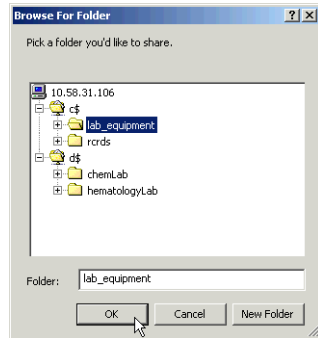 Browse For Folder
Pick a folder you'd like to share.
10.58.31.106
c$
lab_equipment
rcrds
d$
chemLab
hematologyLab
Folder: lab_equipment
OK Cancel New Folder